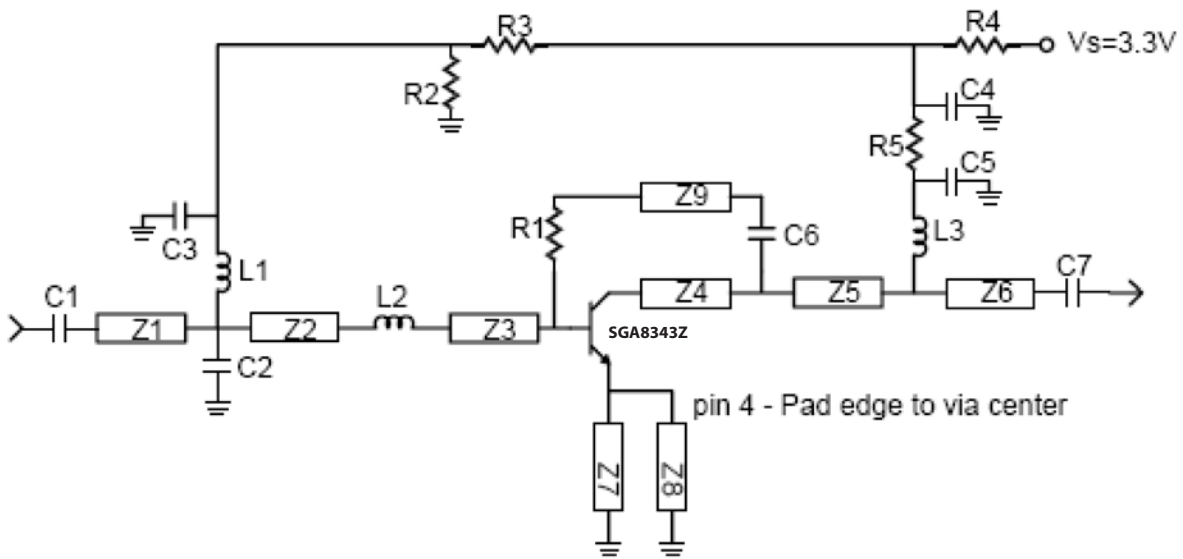 R3
R4
Vs=3.3V
R2
C4
R5
C5
Z9
R1
C3
C6
L3
L1
C7
C1
L2
Z4
Z5
Z6
Z1
Z2
Z3
SGA8343Z
C2
pin 4 - Pad edge to via center
Z7
Z8